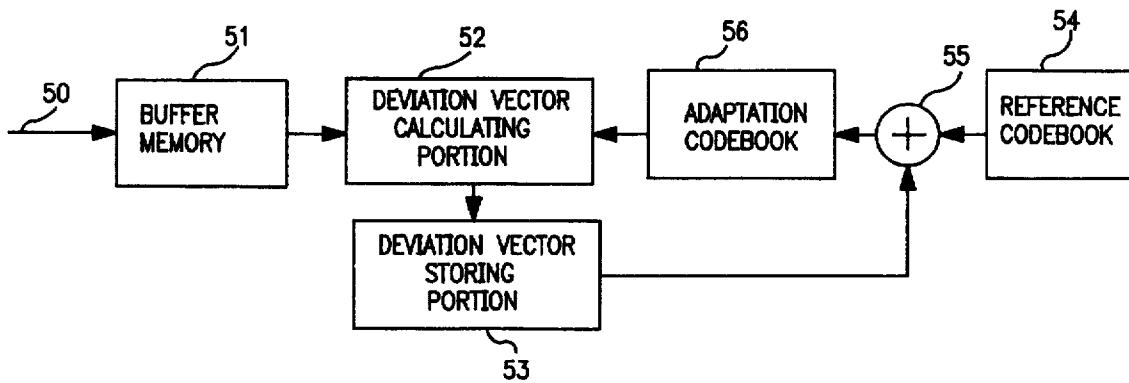 50
51
BUFFER
MEMORY
52
DEVIATION VECTOR
CALCULATING
PORTION
56
ADAPTATION
CODEBOOK
55
54
REFERENCE
CODEBOOK
DEVIATION VECTOR
STORING
PORTION
53